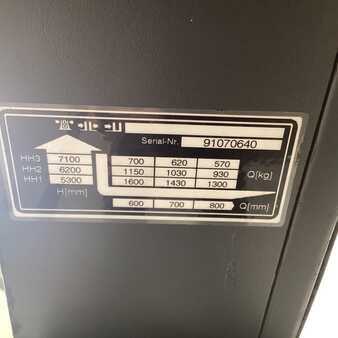 Serial-Nr. 91070640
HH3 7100 700 620 570
HH2 6200 1150 1030 930 Q[kg]
HH1 5300 1600 1430 1300
H[mm]
600 700 800 Q[mm]